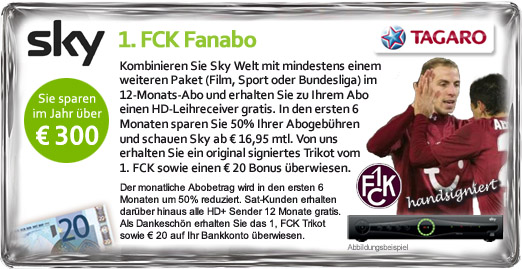 sky
1. FCK Fanabo
TAGARO
Kombinieren Sie Sky Welt mit mindestens einem
weiteren Paket (Film, Sport oder Bundesliga) im
12-Monats-Abo und erhalten Sie zu Ihrem Abo
einen HD-Leihreceiver gratis. In den ersten 6
Monaten sparen Sie 50% Ihrer Abogebühren
und schauen Sky ab € 16,95 mtl. Von uns
erhalten Sie ein original signiertes Trikot vom
1. FCK sowie einen € 20 Bonus überwiesen.
Sie sparen
im Jahr über
€ 300
Der monatliche Abobetrag wird in den ersten 6
Monaten um 50% reduziert. Sat-Kunden erhalten
darüber hinaus alle HD+ Sender 12 Monate gratis.
Als Dankeschön erhalten Sie das 1, FCK Trikot
sowie € 20 auf Ihr Bankkonto überwiesen.
20
1.FCK
handsigniert
sky
Abbildungsbeispiel